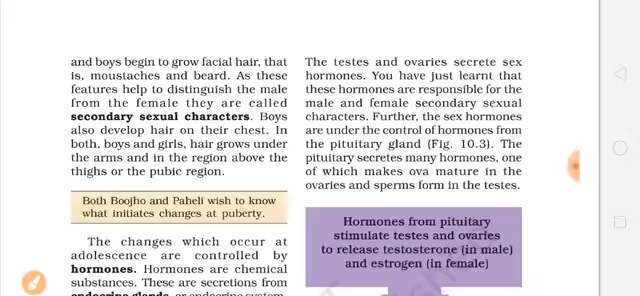 and boys begin to grow facial hair, that
is, moustaches and beard. As these
features help to distinguish the male
from the female they are called
secondary sexual characters. Boys
also develop hair on their chest. In
both, boys and girls, hair grows under
the arms and in the region above the
thighs or the pubic region.
Both Boojho and Paheli wish to know
what initiates changes at puberty.
The changes which occur at
adolescence are controlled by
hormones. Hormones are chemical
substances. These are secretions from
endocrine glands, or endocrine system.
The testes and ovaries secrete sex
hormones. You have just learnt that
these hormones are responsible for the
male and female secondary sexual
characters. Further, the sex hormones
are under the control of hormones from
the pituitary gland (Fig. 10.3). The
pituitary secretes many hormones, one
of which makes ova mature in the
ovaries and sperms form in the testes.
Hormones from pituitary
stimulate testes and ovaries
to release testosterone (in male)
and estrogen (in female)